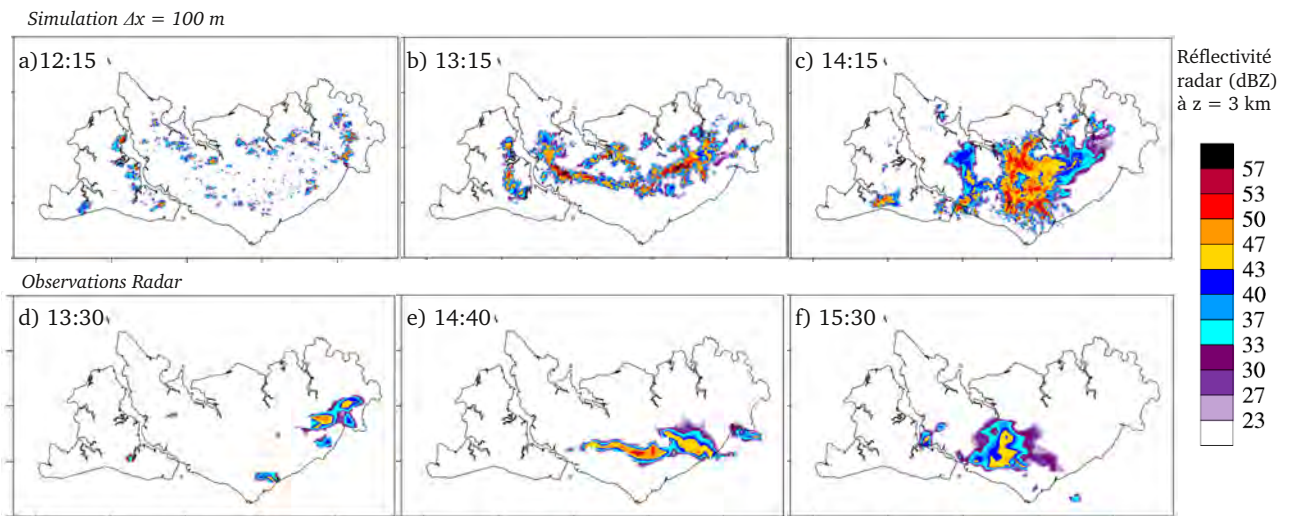 Simulation Δx = 100 m
a)12:15
b) 13:15
c) 14:15
Réflectivité
radar (dBZ)
à z = 3 km
57
53
50
47
43
40
37
33
30
27
23
Observations Radar
d) 13:30
e) 14:40
f) 15:30